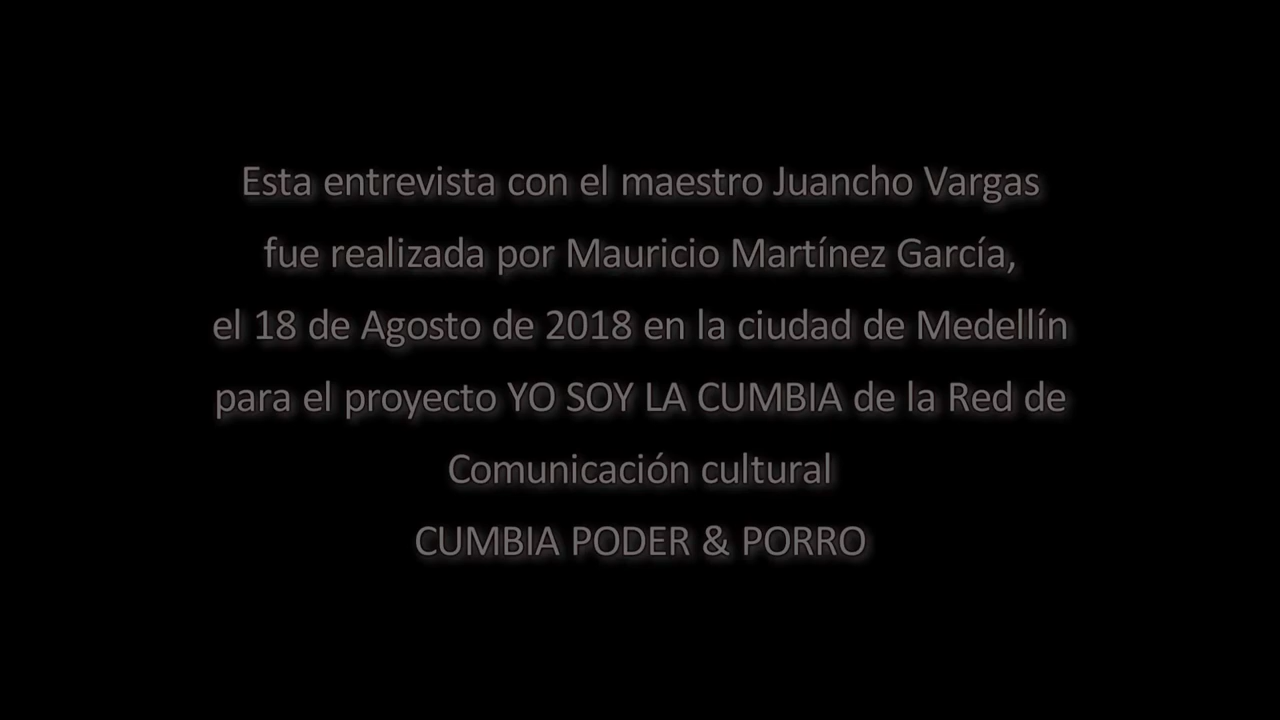 Esta entrevista con el maestro Juancho Vargas
fue realizada por Mauricio Martínez García,
el 18 de Agosto de 2018 en la ciudad de Medellín
para el proyecto YO SOY LA CUMBIA de la Red de
Comunicación cultural
CUMBIA PODER & PORRO